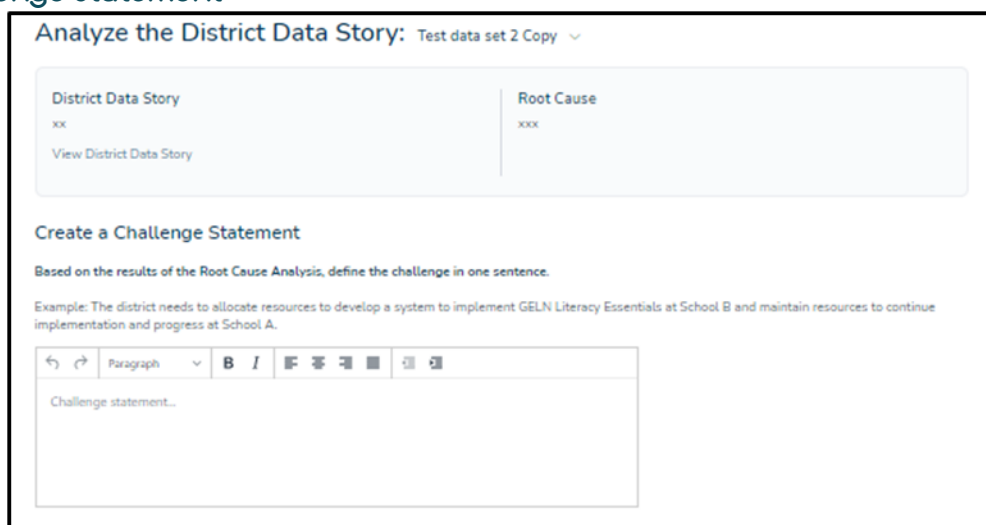 Analyze the District Data Story: Test data set 2 Copy
District Data Story
xx
View District Data Story
Root Cause
xxx
Create a Challenge Statement
Based on the results of the Root Cause Analysis, define the challenge in one sentence.
Example: The district needs to allocate resources to develop a system to implement GELN Literacy Essentials at School B and maintain resources to continue
implementation and progress at School A.
Paragraph B I
Challenge statement...